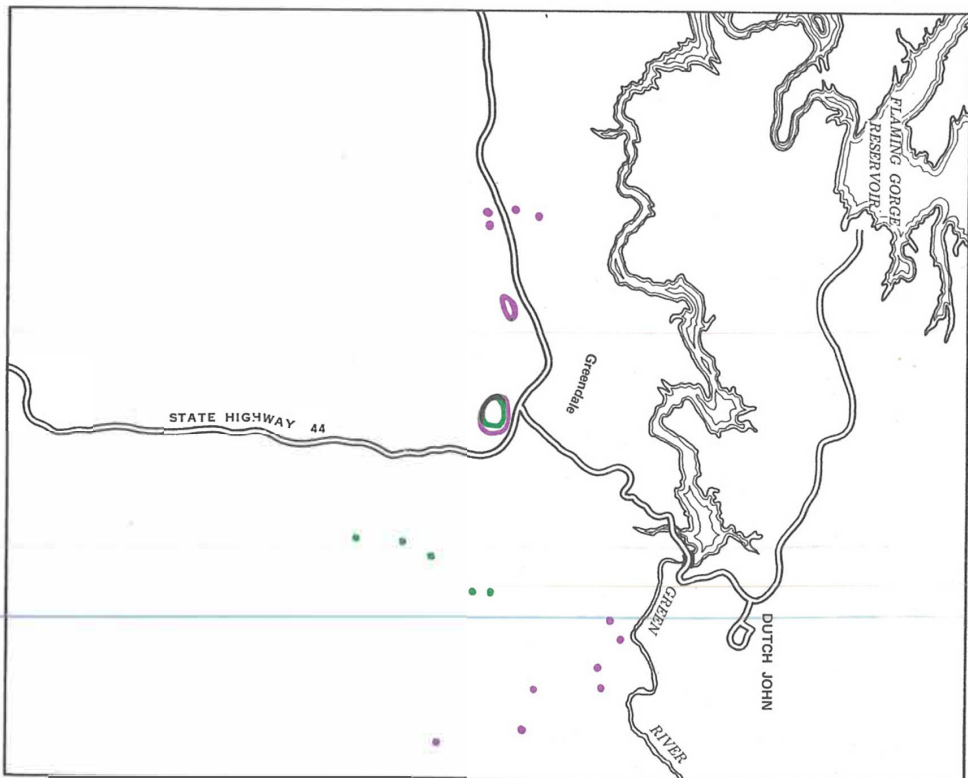 FLAMING GORGE
RESERVOIR
Greendale
STATE HIGHWAY 44
GREEN
RIVER
DUTCH JOHN